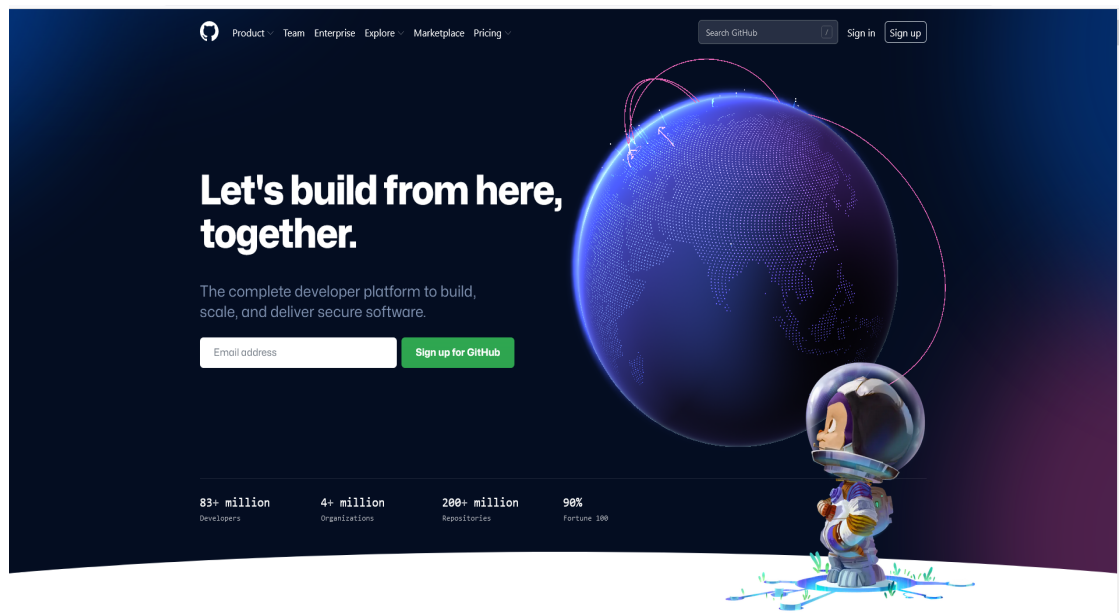 Product Team Enterprise Explore Marketplace Pricing
Search GitHub /
Sign in
Sign up
Let's build from here,
together.
The complete developer platform to build,
scale, and deliver secure software.
Email address
Sign up for GitHub
83+ million
Developers
4+ million
Organizations
200+ million
Repositories
90%
Fortune 100